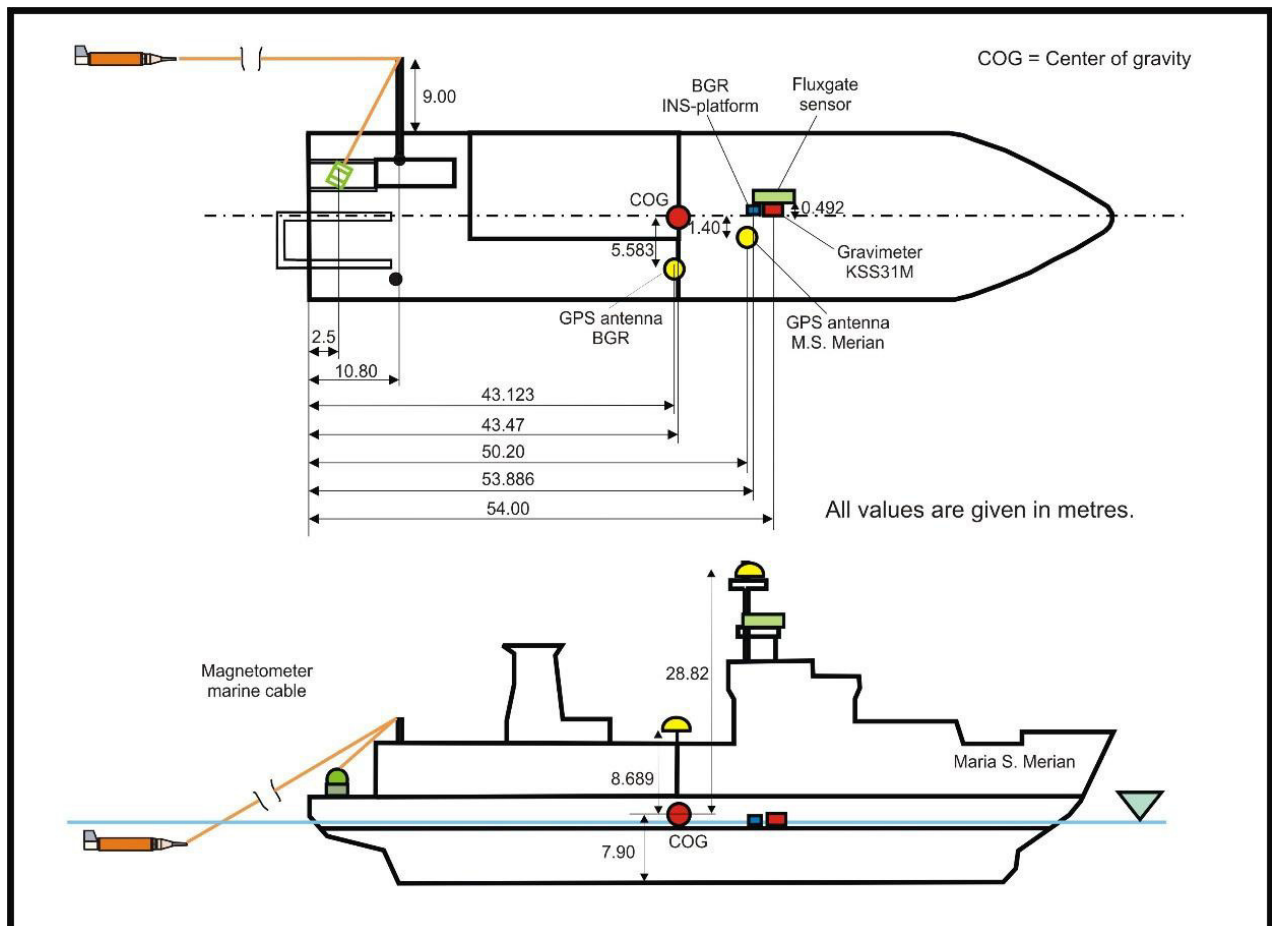 COG = Center of gravity
BGR
INS-platform
Fluxgate
sensor
9.00
COG
0.492
1.40
5.583
Gravimeter
KSS31M
GPS antenna
BGR
GPS antenna
M.S. Merian
2.5
10.80
43.123
43.47
50.20
53.886
54.00
All values are given in metres.
Magnetometer
marine cable
28.82
8.689
Maria S. Merian
COG
7.90